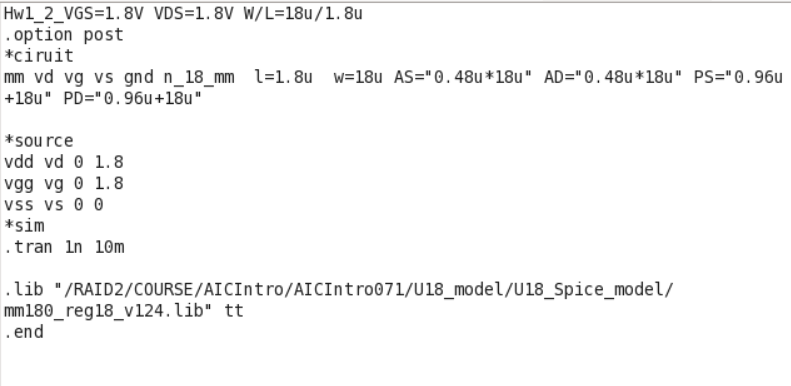 Hw1_2_VGS=1.8V VDS=1.8V W/L=18u/1.8u
.option post
*ciruit
mm vd vg vs gnd n_18_mm  l=1.8u  w=18u AS="0.48u*18u" AD="0.48u*18u" PS="0.96u
+18u" PD="0.96u+18u"
*source
vdd vd 0 1.8
vgg vg 0 1.8
vss vs 0 0
*sim
.tran 1n 10m
.lib "/RAID2/COURSE/AICIntro/AICIntro071/U18_model/U18_Spice_model/
mm180_reg18_v124.lib" tt
.end